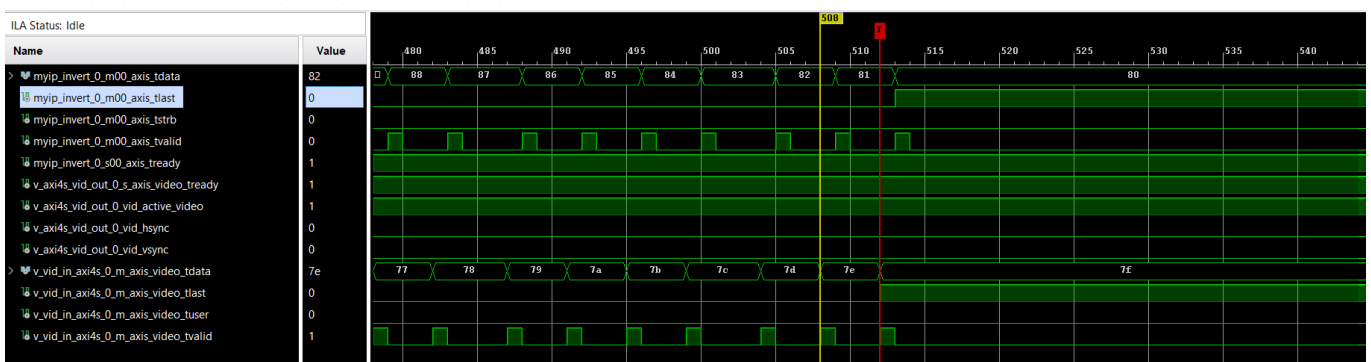 ILA Status: Idle
508
T
Name Value
480 485 490 495 500 505 510 515 520 525 530 535 540
myip_invert_0_m00_axis_tdata 82 88 87 86 85 84 83 82 81 80
myip_invert_0_m00_axis_tlast 0
myip_invert_0_m00_axis_tstrb 0
myip_invert_0_m00_axis_tvalid 0
myip_invert_0_s00_axis_tready 1
v_axi4s_vid_out_0_s_axis_video_tready 1
v_axi4s_vid_out_0_vid_active_video 1
v_axi4s_vid_out_0_vid_hsync 0
v_axi4s_vid_out_0_vid_vsync 0
v_vid_in_axi4s_0_m_axis_video_tdata 7e 77 78 79 7a 7b 7c 7d 7e 7f
v_vid_in_axi4s_0_m_axis_video_tlast 0
v_vid_in_axi4s_0_m_axis_video_tuser 0
v_vid_in_axi4s_0_m_axis_video_tvalid 1